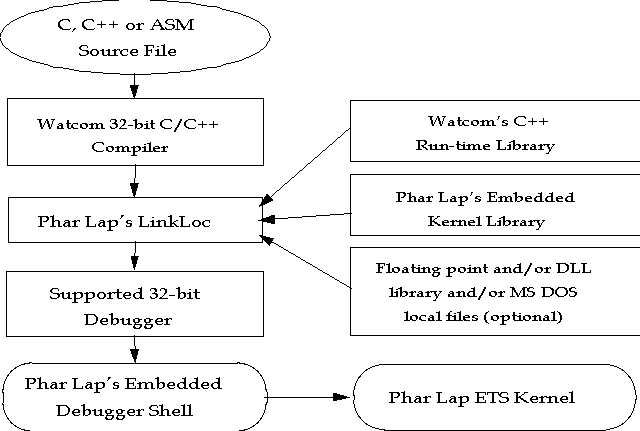 C, C++ or ASM
Source File
Watcom 32-bit C/C++
Compiler
Watcom's C++
Run-time Library
Phar Lap's LinkLoc
Phar Lap's Embedded
Kernel Library
Supported 32-bit
Debugger
Floating point and/or DLL
library and/or MS DOS
local files (optional)
Phar Lap's Embedded
Debugger Shell
Phar Lap ETS Kernel